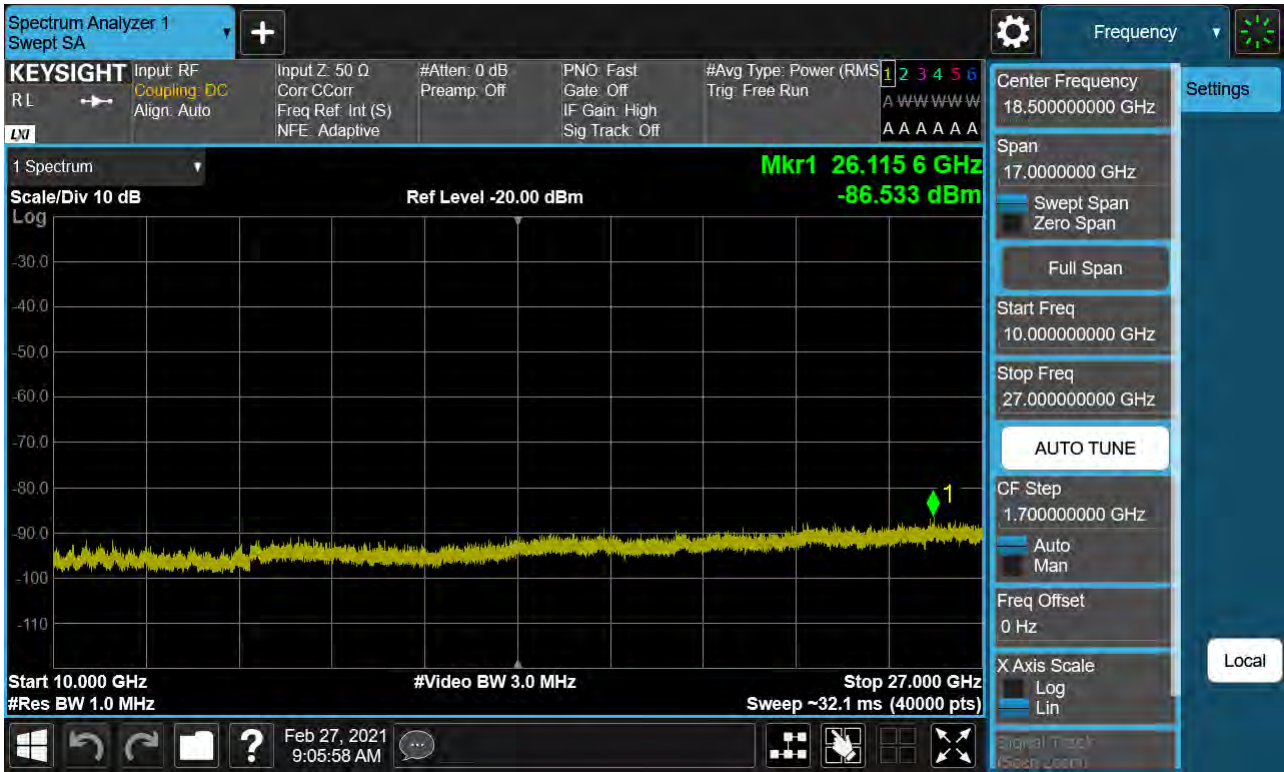 Spectrum Analyzer 1
Swept SA
+
Frequency
KEYSIGHT
RL
LXI
Input: RF
Coupling: DC
Align: Auto
Input Z: 50 Ω
Corr CCorr
Freq Ref: Int (S)
NFE: Adaptive
#Atten: 0 dB
Preamp: Off
PNO: Fast
Gate: Off
IF Gain: High
Sig Track: Off
#Avg Type: Power (RMS
Trig: Free Run
1 2 3 4 5 6
A W W W W W
A A A A A A
1 Spectrum
Scale/Div 10 dB
Ref Level -20.00 dBm
Mkr1 26.115 6 GHz
-86.533 dBm
Log
-30.0
-40.0
-50.0
-60.0
-70.0
-80.0
-90.0
-100
-110
1
Start 10.000 GHz
#Res BW 1.0 MHz
#Video BW 3.0 MHz
Stop 27.000 GHz
Sweep ~32.1 ms (40000 pts)
Center Frequency
18.500000000 GHz
Span
17.0000000 GHz
Swept Span
Zero Span
Full Span
Start Freq
10.000000000 GHz
Stop Freq
27.000000000 GHz
AUTO TUNE
CF Step
1.700000000 GHz
Auto
Man
Freq Offset
0 Hz
X Axis Scale
Log
Lin
Signal Track
(Span Zoom)
Settings
Local
?
Feb 27, 2021
9:05:58 AM